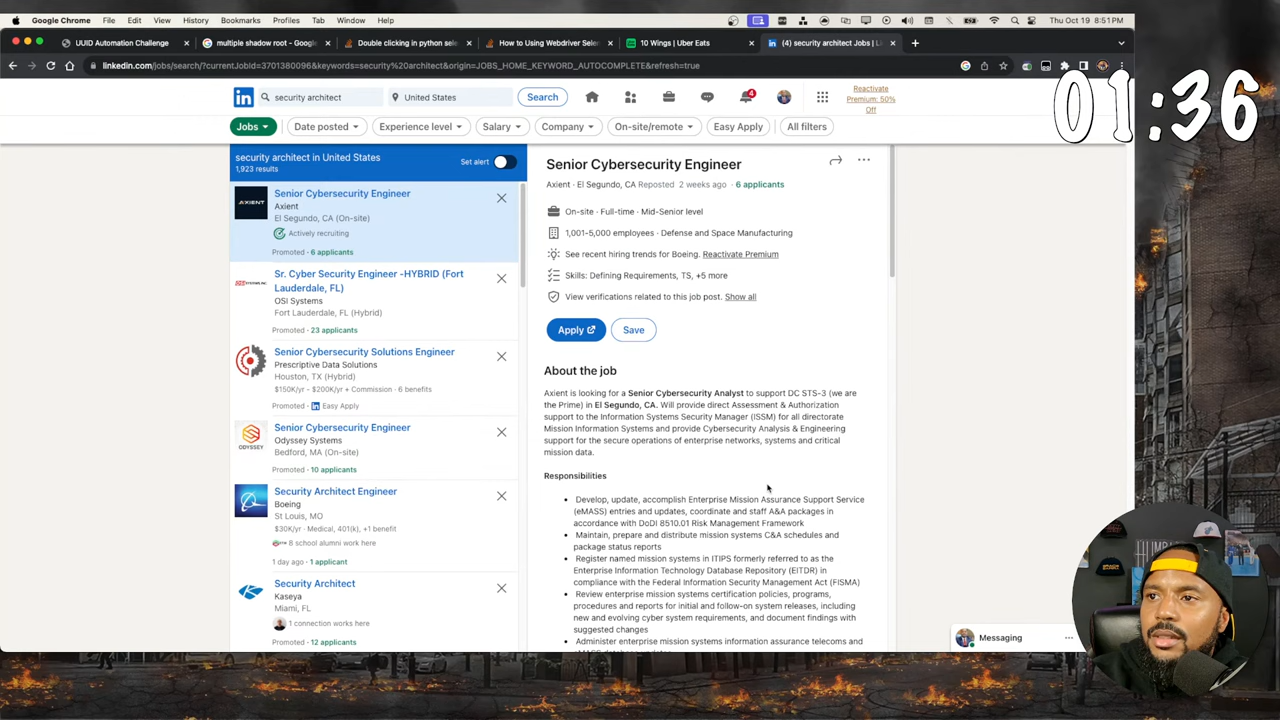 Google Chrome File Edit View History Bookmarks Profiles Tab Window Help
Thu Oct 19 8:51PM
UUID Automation Challenge
multiple shadow root - Google
Double clicking in python sele
How to Using Webdriver Selen
10 Wings | Uber Eats
(4) security architect Jobs | Li
linkedin.com/jobs/search/?currentJobId=3701380096&keywords=security%20architect&origin=JOBS_HOME_KEYWORD_AUTOCOMPLETE&refresh=true
01:36
in
security architect
United States
Search
4
Reactivate
Premium: 50%
Off
Jobs
Date posted
Experience level
Salary
Company
On-site/remote
Easy Apply
All filters
security architect in United States
1,923 results
Set alert
AXIENT
Senior Cybersecurity Engineer
Axient
El Segundo, CA (On-site)
Actively recruiting
Promoted · 6 applicants
Sr. Cyber Security Engineer -HYBRID (Fort
Lauderdale, FL)
OSI Systems
Fort Lauderdale, FL (Hybrid)
Promoted · 23 applicants
Senior Cybersecurity Solutions Engineer
Prescriptive Data Solutions
Houston, TX (Hybrid)
$150K/yr - $200K/yr + Commission · 6 benefits
Promoted · Easy Apply
ODYSSEY
Senior Cybersecurity Engineer
Odyssey Systems
Bedford, MA (On-site)
Promoted · 10 applicants
Security Architect Engineer
Boeing
St Louis, MO
$30K/yr · Medical, 401(k), +1 benefit
8 school alumni work here
1 day ago · 1 applicant
Security Architect
Kaseya
Miami, FL
1 connection works here
Promoted · 12 applicants
Senior Cybersecurity Engineer
Axient · El Segundo, CA Reposted 2 weeks ago · 6 applicants
On-site · Full-time · Mid-Senior level
1,001-5,000 employees · Defense and Space Manufacturing
See recent hiring trends for Boeing. Reactivate Premium
Skills: Defining Requirements, TS, +5 more
View verifications related to this job post. Show all
Apply
Save
About the job
Axient is looking for a Senior Cybersecurity Analyst to support DC STS-3 (we are
the Prime) in El Segundo, CA. Will provide direct Assessment & Authorization
support to the Information Systems Security Manager (ISSM) for all directorate
Mission Information Systems and provide Cybersecurity Analysis & Engineering
support for the secure operations of enterprise networks, systems and critical
mission data.
Responsibilities
• Develop, update, accomplish Enterprise Mission Assurance Support Service
(eMASS) entries and updates, coordinate and staff A&A packages in
accordance with DoDI 8510.01 Risk Management Framework
• Maintain, prepare and distribute mission systems C&A schedules and
package status reports
• Register named mission systems in ITIPS formerly referred to as the
Enterprise Information Technology Database Repository (EITDR) in
compliance with the Federal Information Security Management Act (FISMA)
• Review enterprise mission systems certification policies, programs,
procedures and reports for initial and follow-on system releases, including
new and evolving cyber system requirements, and document findings with
suggested changes
• Administer enterprise mission systems information assurance telecoms and
Messaging